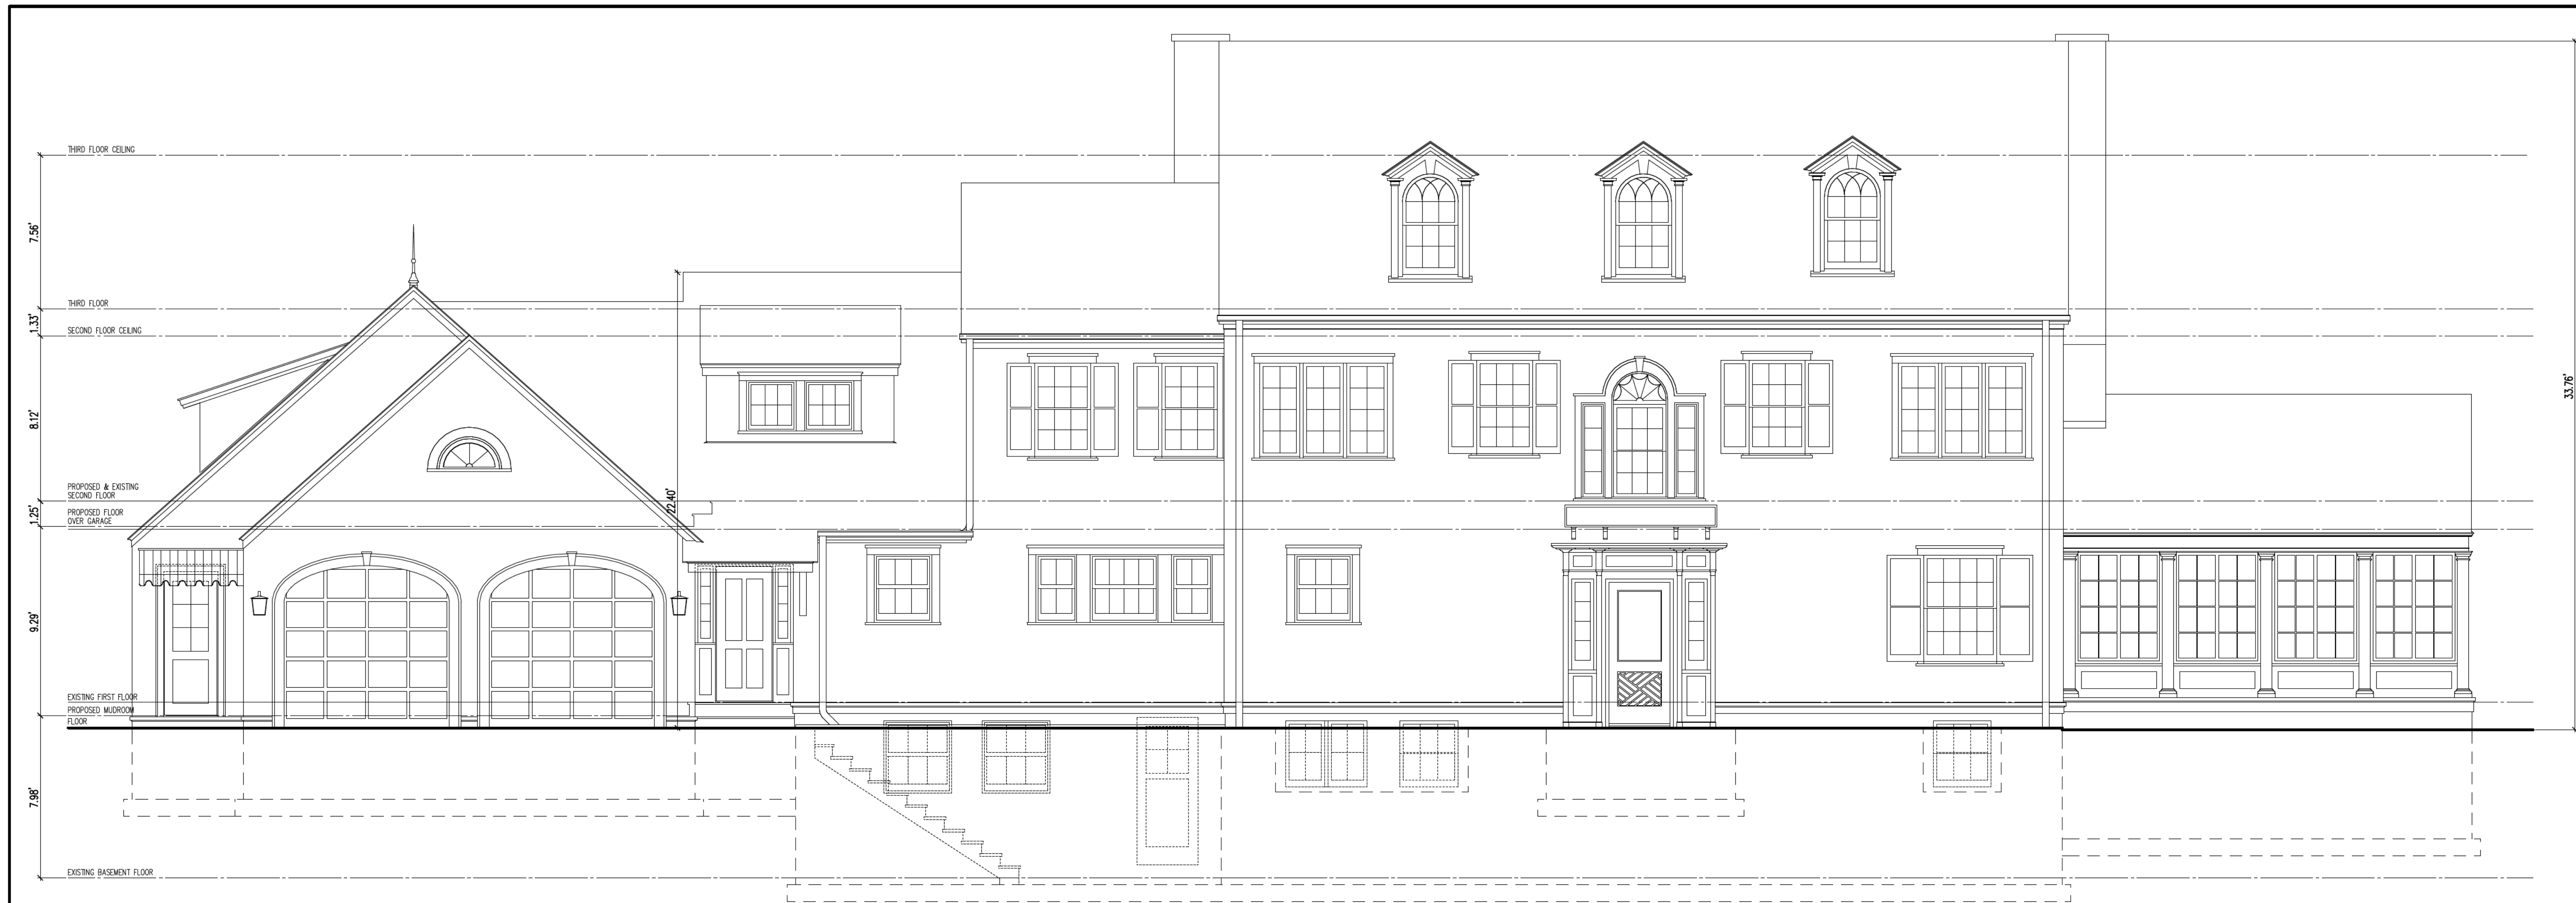 THIRD FLOOR CEILING
7.56'
THIRD FLOOR
1.33'
SECOND FLOOR CEILING
8.12'
PROPOSED & EXISTING
SECOND FLOOR
1.25'
PROPOSED FLOOR
OVER GARAGE
22.40'
33.76'
9.29'
EXISTING FIRST FLOOR
PROPOSED MUDROOM
FLOOR
7.98'
EXISTING BASEMENT FLOOR